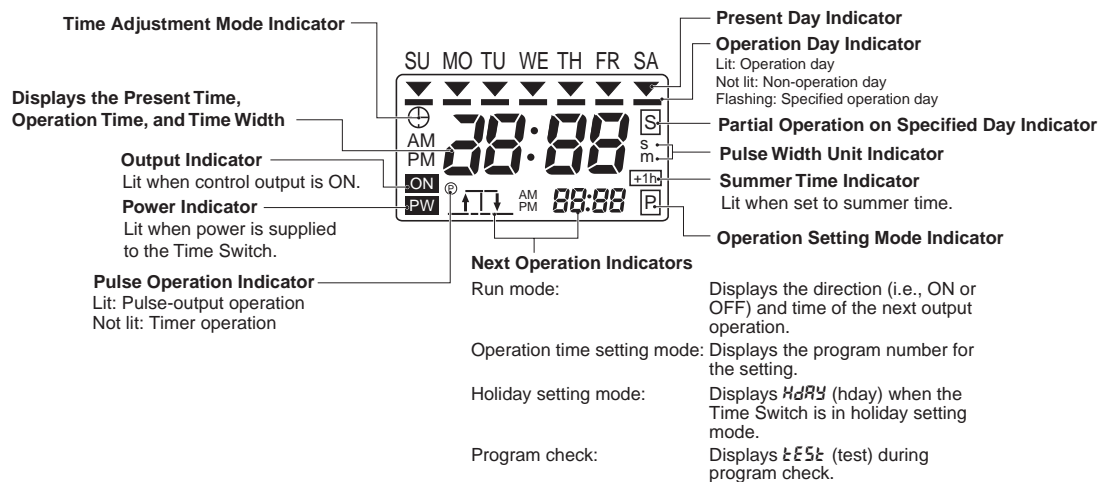 Time Adjustment Mode Indicator
Displays the Present Time,
Operation Time, and Time Width
Output Indicator
Lit when control output is ON.
Power Indicator
Lit when power is supplied
to the Time Switch.
Pulse Operation Indicator
Lit: Pulse-output operation
Not lit: Timer operation
SU MO TU WE TH FR SA
AM
PM
28:88
S
s
m
ON
PW
P
AM
PM
88:88
+1h
P
Present Day Indicator
Operation Day Indicator
Lit: Operation day
Not lit: Non-operation day
Flashing: Specified operation day
Partial Operation on Specified Day Indicator
Pulse Width Unit Indicator
Summer Time Indicator
Lit when set to summer time.
Operation Setting Mode Indicator
Next Operation Indicators
Run mode: Displays the direction (i.e., ON or
OFF) and time of the next output
operation.
Operation time setting mode: Displays the program number for
the setting.
Holiday setting mode: Displays HdAY (hday) when the
Time Switch is in holiday setting
mode.
Program check: Displays tESt (test) during
program check.